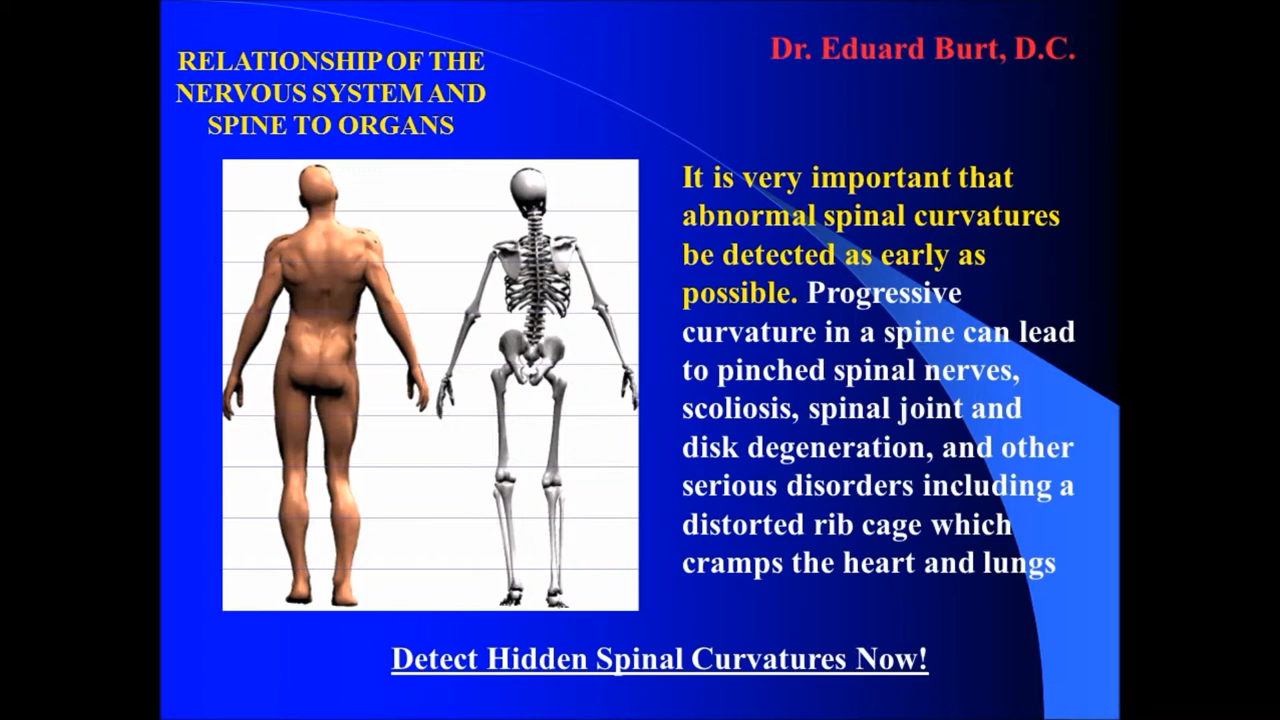 RELATIONSHIP OF THE
NERVOUS SYSTEM AND
SPINE TO ORGANS
Dr. Eduard Burt, D.C.
It is very important that
abnormal spinal curvatures
be detected as early as
possible. Progressive
curvature in a spine can lead
to pinched spinal nerves,
scoliosis, spinal joint and
disk degeneration, and other
serious disorders including a
distorted rib cage which
cramps the heart and lungs
Detect Hidden Spinal Curvatures Now!